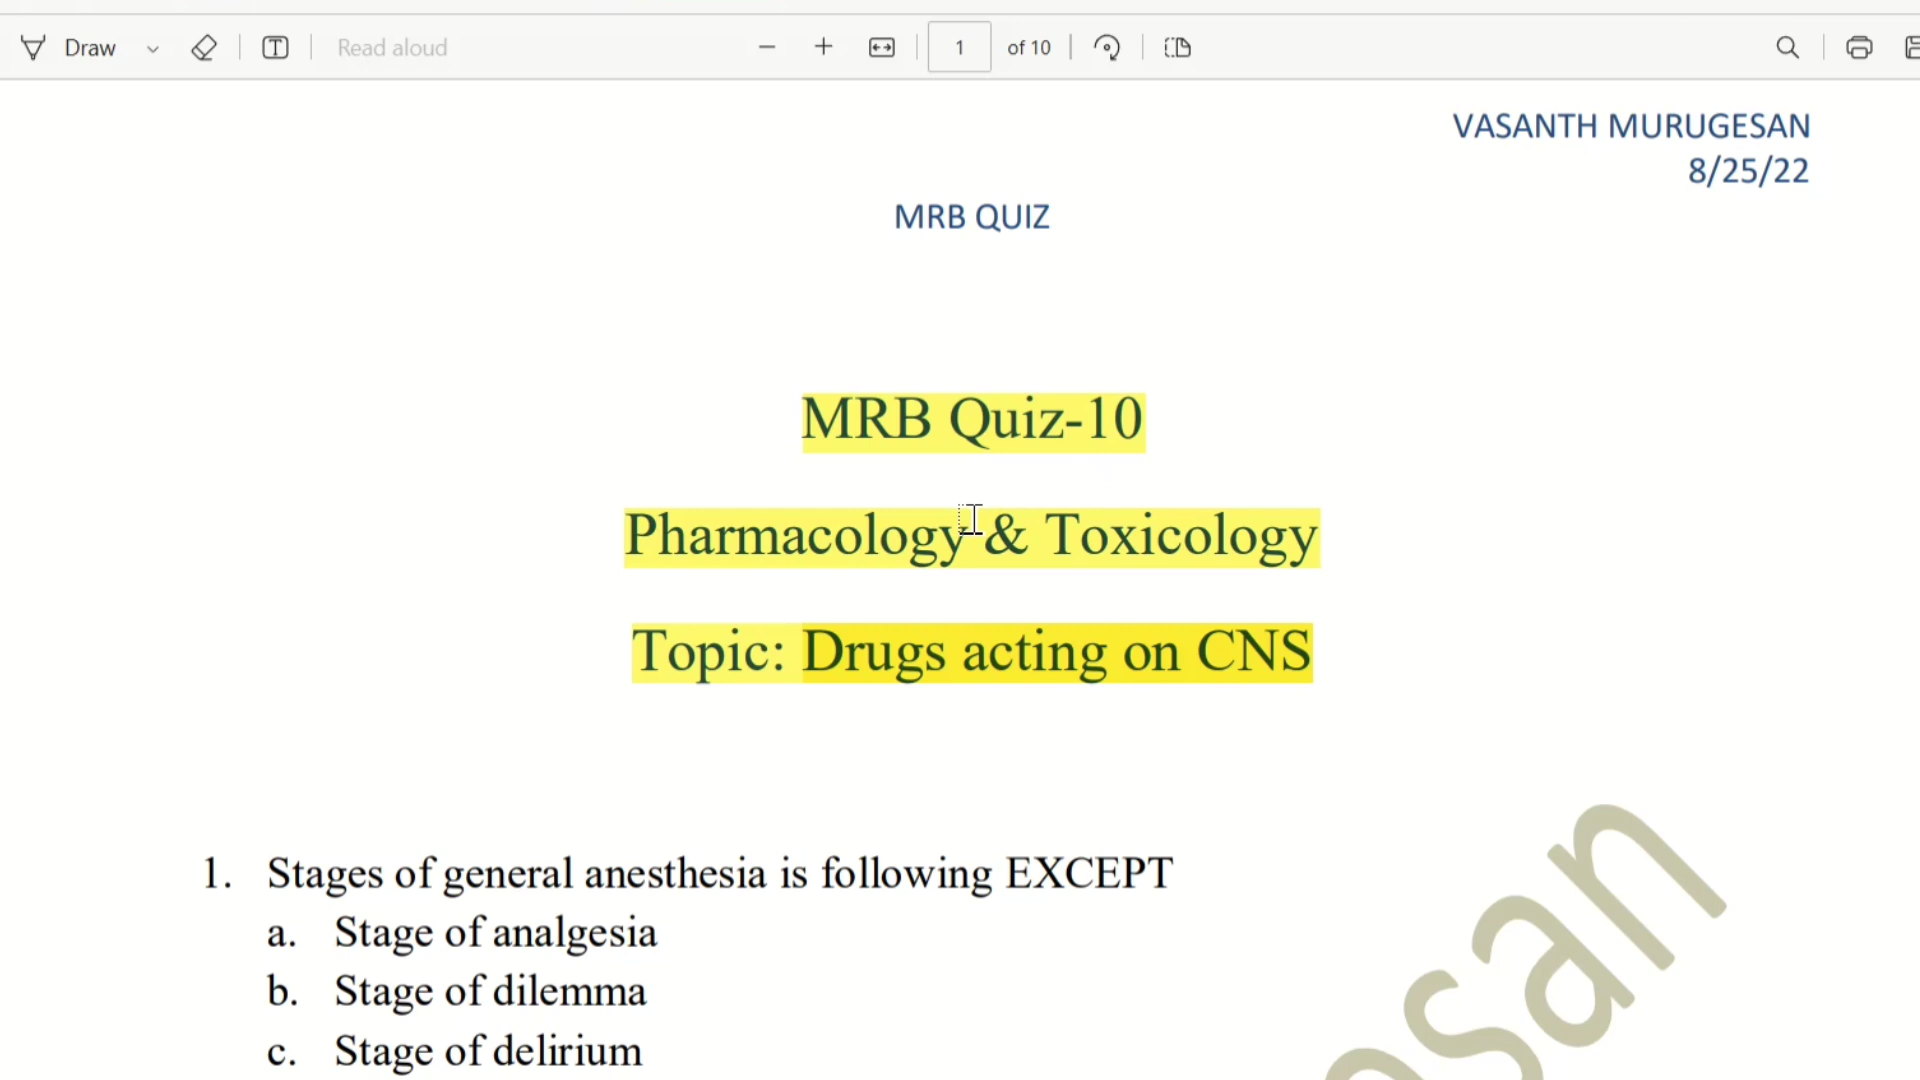 Draw
Read aloud
1 of 10
VASANTH MURUGESAN
8/25/22
MRB QUIZ
MRB Quiz-10
Pharmacology & Toxicology
Topic: Drugs acting on CNS
1. Stages of general anesthesia is following EXCEPT
a. Stage of analgesia
b. Stage of dilemma
c. Stage of delirium